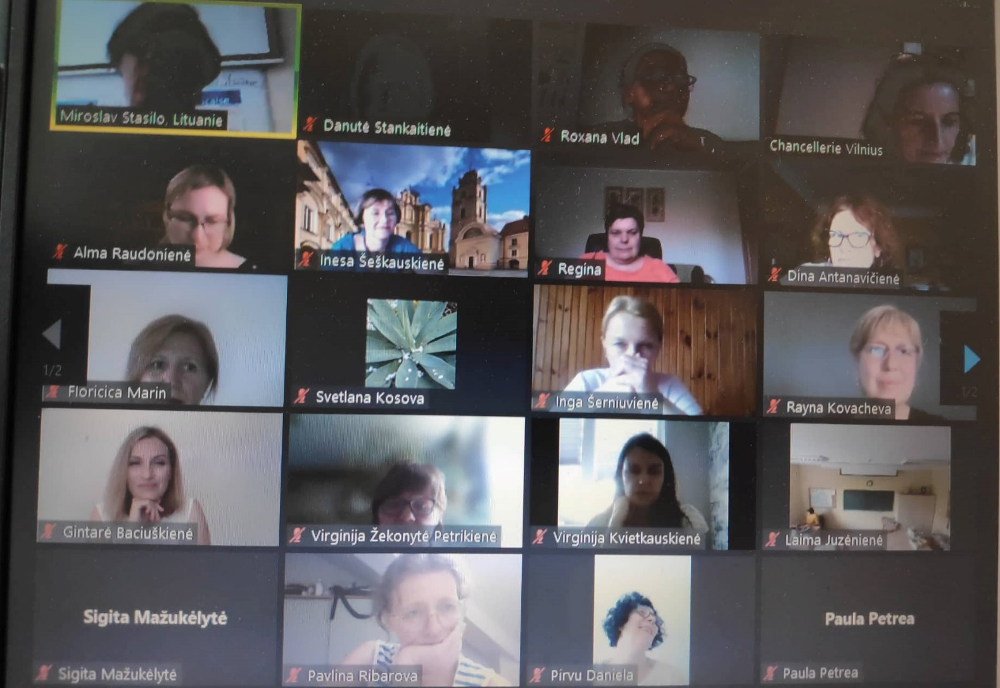 Miroslav Stasilo, Lituanie
Danutė Stankaitienė
Roxana Vlad
Chancellerie Vilnius
Alma Raudonienė
Inesa Šeškauskienė
Regina
Dina Antanavičienė
1/2
Floricica Marin
Svetlana Kosova
Inga Šerniuvienė
Rayna Kovacheva
1/2
Gintarė Baciuškienė
Virginija Žekonytė Petrikienė
Virginija Kvietkauskienė
Laima Juzėnienė
Sigita Mažukėlytė
Sigita Mažukėlytė
Pavlina Ribarova
Pirvu Daniela
Paula Petrea
Paula Petrea